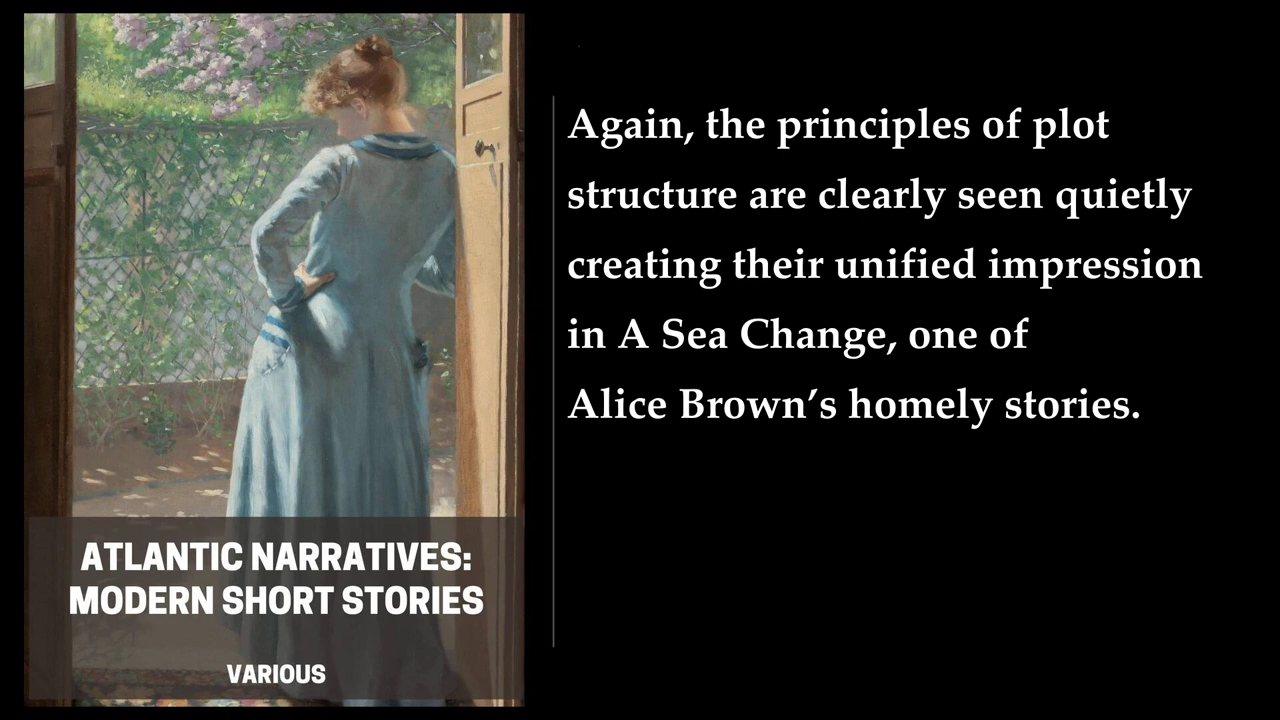 Again, the principles of plot
structure are clearly seen quietly
creating their unified impression
in A Sea Change, one of
Alice Brown’s homely stories.
ATLANTIC NARRATIVES:
MODERN SHORT STORIES
VARIOUS